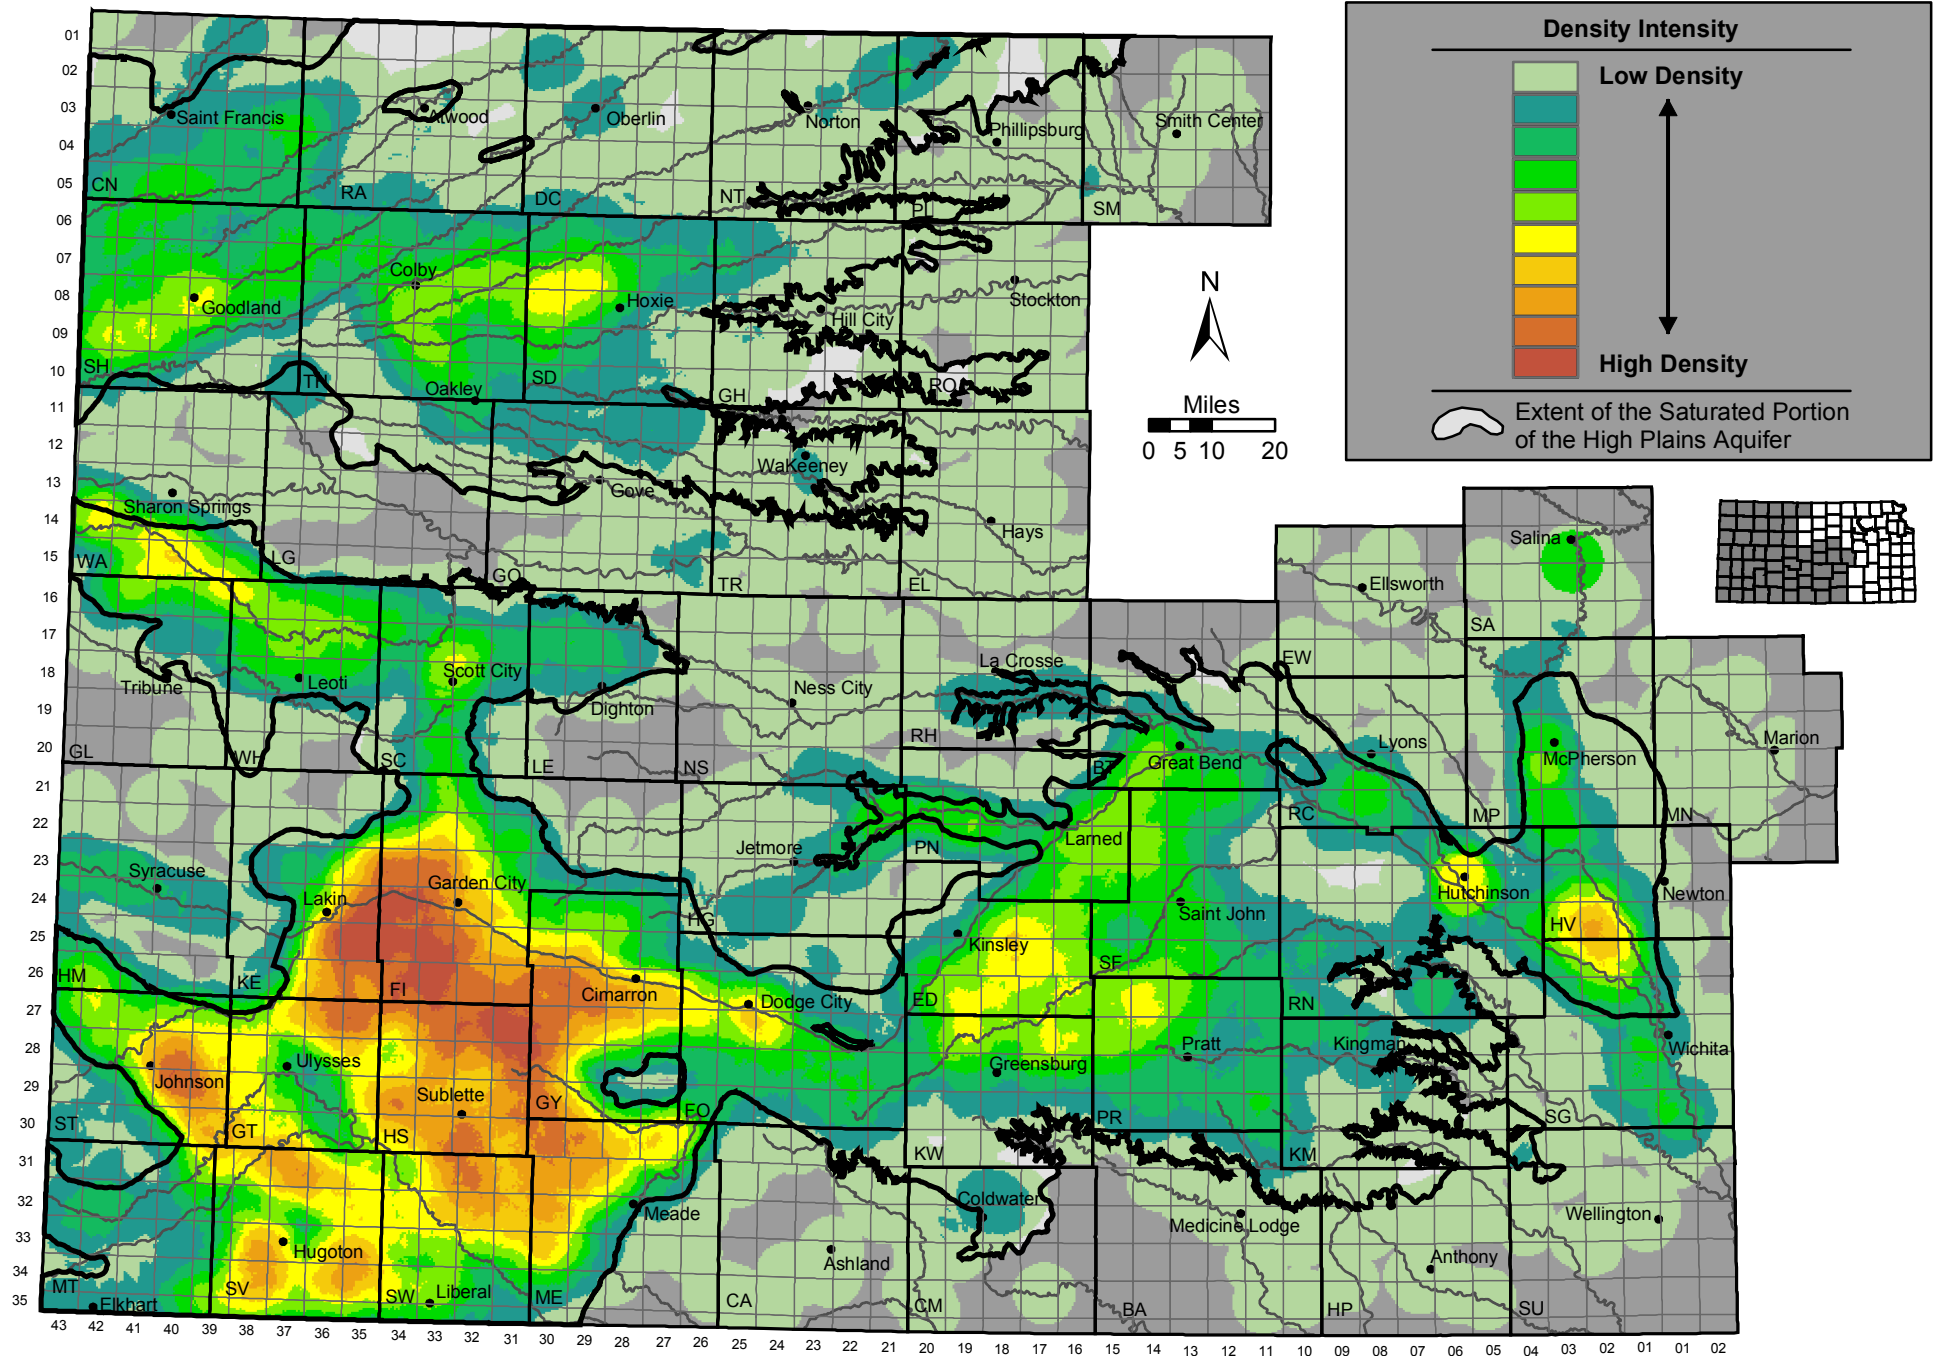 Density Intensity
Low Density
High Density
Extent of the Saturated Portion
of the High Plains Aquifer
N
Miles
0 5 10 20
01
02
03
04
05
06
07
08
09
10
11
12
13
14
15
16
17
18
19
20
21
22
23
24
25
26
27
28
29
30
31
32
33
34
35
Saint Francis
Atwood
Oberlin
Norton
Phillipsburg
Smith Center
CN
RA
DC
NT
PL
SM
Colby
Goodland
Hoxie
Hill City
Stockton
SH
TH
Oakley
SD
GH
RO
WaKeeney
Gove
Sharon Springs
Hays
WA
LG
GO
TR
EL
Salina
Ellsworth
SA
Scott City
Leoti
Tribune
Dighton
Ness City
La Crosse
EW
GL
WH
SC
LE
NS
RH
BT
Great Bend
Lyons
McPherson
Marion
RC
MP
MN
Syracuse
Lakin
Garden City
Jetmore
PN
Larned
Hutchinson
Newton
HG
Saint John
HV
Kinsley
HM
KE
FI
Cimarron
Dodge City
ED
SF
RN
Ulysses
Johnson
Sublette
GY
FO
Greensburg
Pratt
Kingman
Wichita
ST
GT
HS
KW
PR
KM
SG
Meade
Coldwater
Medicine Lodge
Wellington
Hugoton
Ashland
Anthony
MT
Elkhart
SV
SW
Liberal
ME
CA
CM
BA
HP
SU
43 42 41 40 39 38 37 36 35 34 33 32 31 30 29 28 27 26 25 24 23 22 21 20 19 18 17 16 15 14 13 12 11 10 09 08 07 06 05 04 03 02 01 01 02